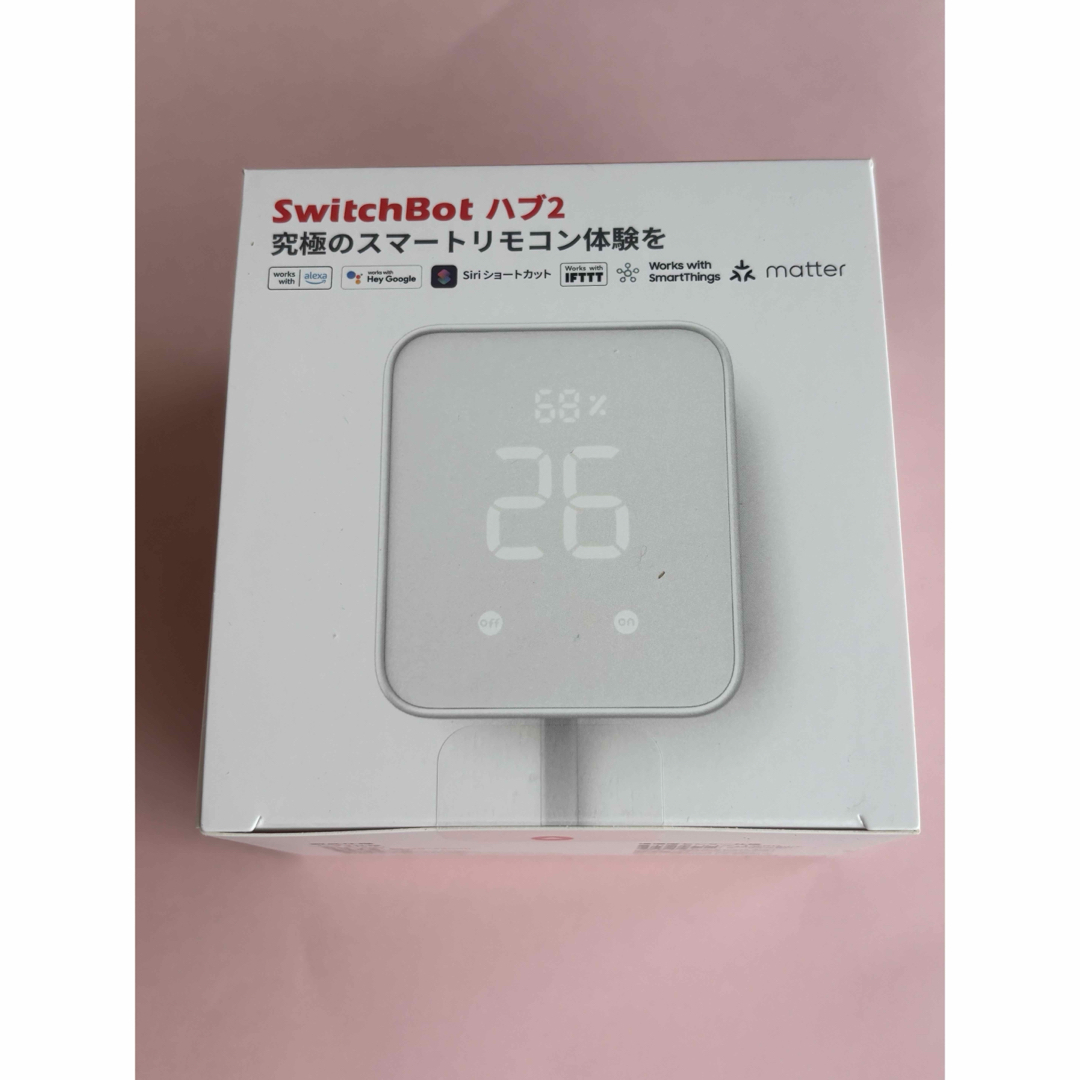 SwitchBot ハブ2
究極のスマートリモコン体験を
works with alexa
works with Hey Google
Siri ショートカット
Works with IFTTT
Works with SmartThings
matter
68%
26
off
on